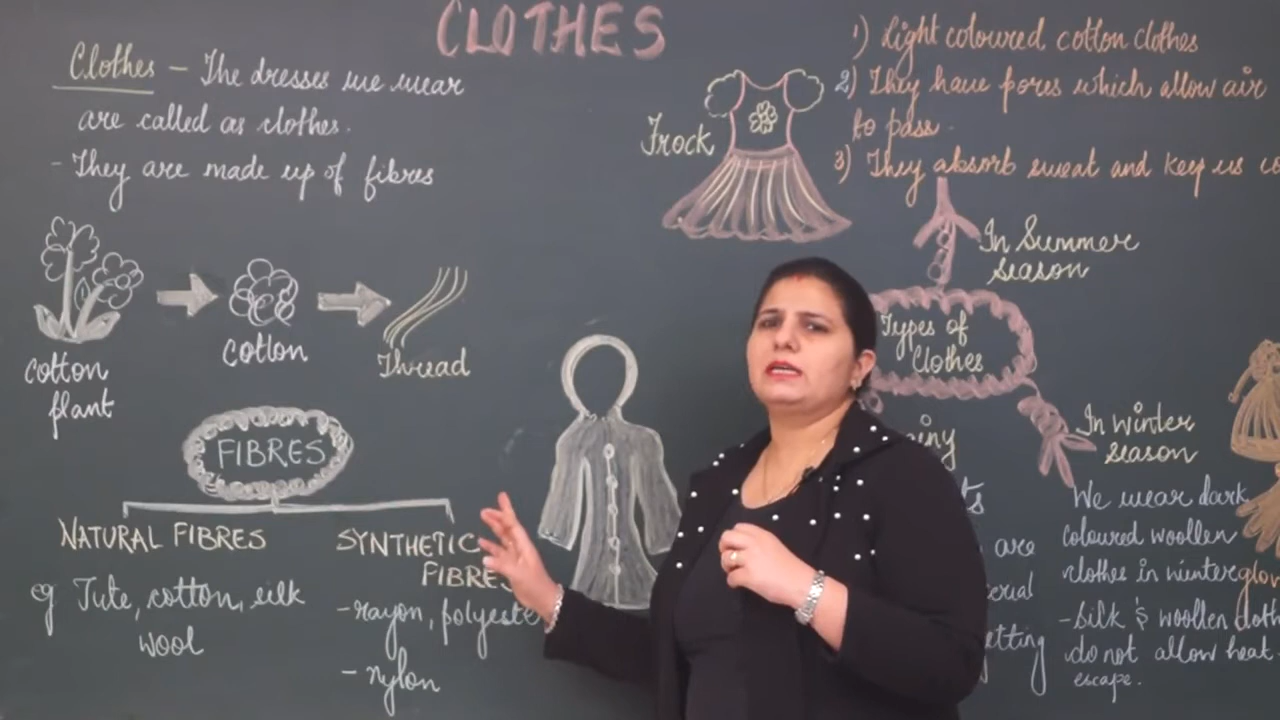 CLOTHES
Clothes – The dresses we wear
are called as clothes.
- They are made up of fibres
cotton
plant
cotton
Thread
FIBRES
NATURAL FIBRES
eg Jute, cotton, silk
wool
SYNTHETIC
FIBRES
- rayon, polyester
- nylon
Frock
1) Light coloured cotton clothes
2) They have pores which allow air
to pass.
3) They absorb sweat and keep us
In Summer
season
Types of
Clothes
In winter
season
We wear dark
coloured woollen
clothes in winter
- Silk & woollen
do not allow heat
escape.
are